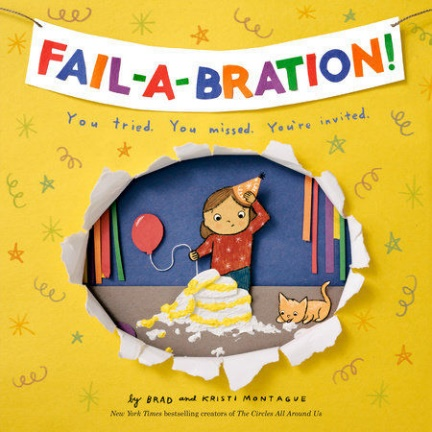 FAIL-A-BRATION!
You tried. You missed. You're invited.
by BRAD AND KRISTI MONTAGUE
New York Times bestselling creators of The Circles All Around Us